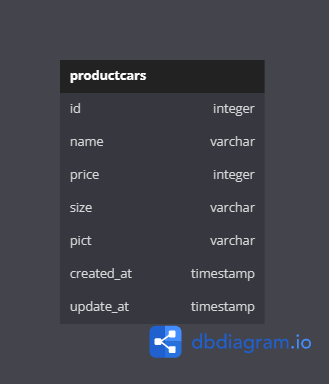 productcars
id integer
name varchar
price integer
size varchar
pict varchar
created_at timestamp
update_at timestamp
dbdiagram.io